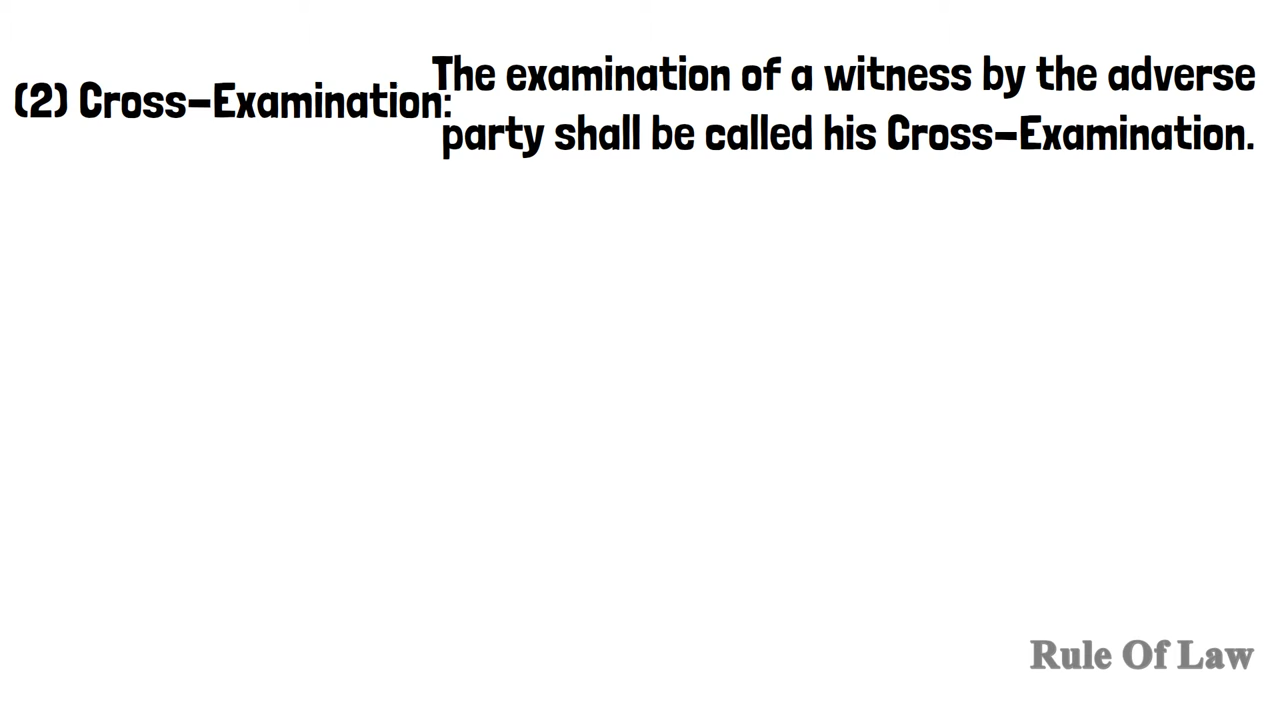 (2) Cross-Examination:
The examination of a witness by the adverse
party shall be called his Cross-Examination.
Rule Of Law